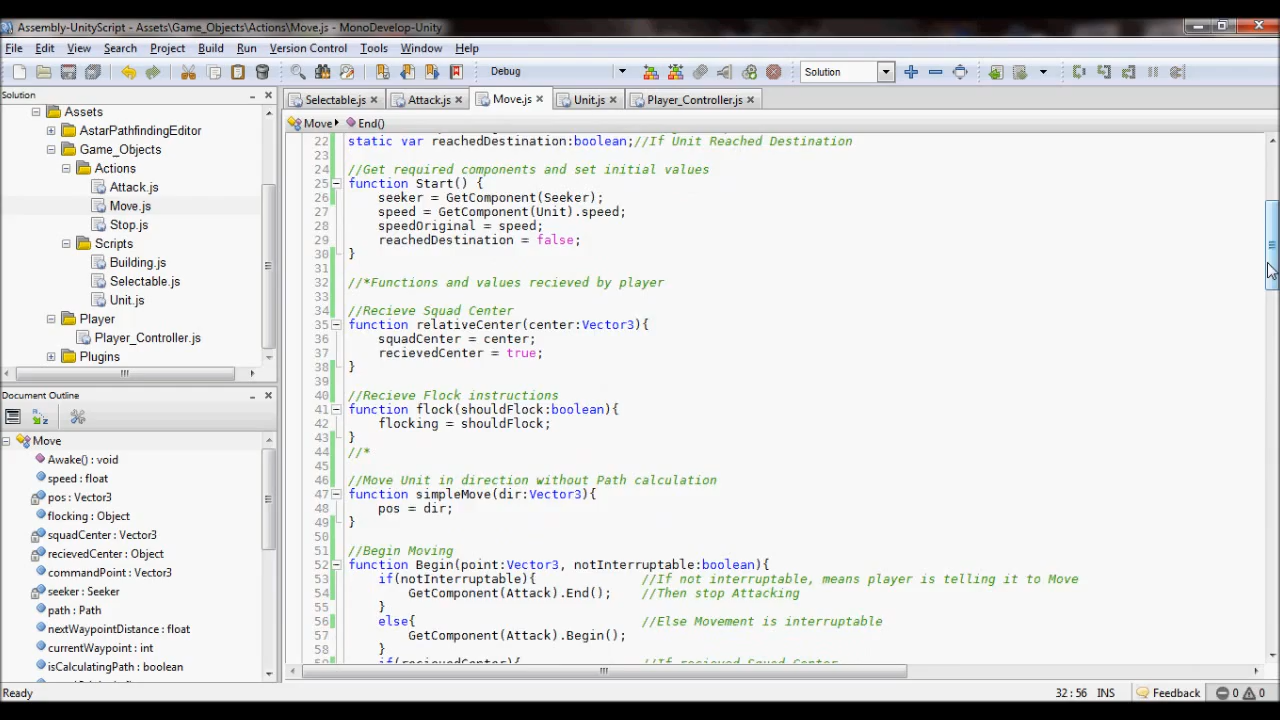 Assembly-UnityScript - Assets\Game_Objects\Actions\Move.js - MonoDevelop-Unity
File Edit View Search Project Build Run Version Control Tools Window Help
Debug Solution
Solution
Assets
AstarPathfindingEditor
Game_Objects
Actions
Attack.js
Move.js
Stop.js
Scripts
Building.js
Selectable.js
Unit.js
Player
Player_Controller.js
Plugins
Document Outline
Move
Awake() : void
speed : float
pos : Vector3
flocking : Object
squadCenter : Vector3
recievedCenter : Object
commandPoint : Vector3
seeker : Seeker
path : Path
nextWaypointDistance : float
currentWaypoint : int
isCalculatingPath : boolean
Selectable.js Attack.js Move.js Unit.js Player_Controller.js
Move End()
22 static var reachedDestination:boolean;//If Unit Reached Destination
23
24 //Get required components and set initial values
25 function Start() {
26 seeker = GetComponent(Seeker);
27 speed = GetComponent(Unit).speed;
28 speedOriginal = speed;
29 reachedDestination = false;
30 }
31
32 //*Functions and values recieved by player
33
34 //Recieve Squad Center
35 function relativeCenter(center:Vector3){
36 squadCenter = center;
37 recievedCenter = true;
38 }
39
40 //Recieve Flock instructions
41 function flock(shouldFlock:boolean){
42 flocking = shouldFlock;
43 }
44 //*
45
46 //Move Unit in direction without Path calculation
47 function simpleMove(dir:Vector3){
48 pos = dir;
49 }
50
51 //Begin Moving
52 function Begin(point:Vector3, notInterruptable:boolean){
53 if(notInterruptable){ //If not interruptable, means player is telling it to Move
54 GetComponent(Attack).End(); //Then stop Attacking
55 }
56 else{ //Else Movement is interruptable
57 GetComponent(Attack).Begin();
58 }
59 if(recievedCenter){ //If recieved Squad Center
Ready 32 : 56 INS Feedback 0 0